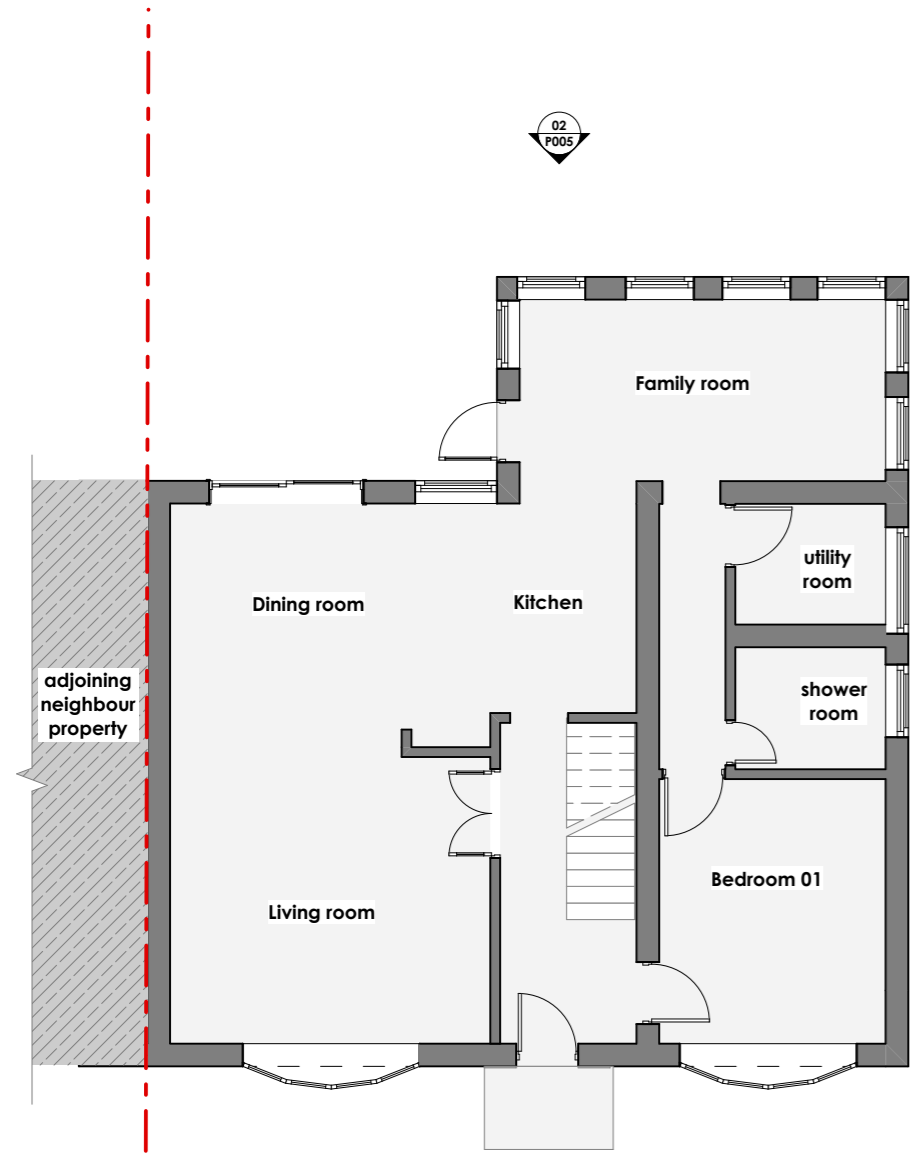 02
P005
Family room
utility
room
Dining room
Kitchen
adjoining
neighbour
property
shower
room
Bedroom 01
Living room